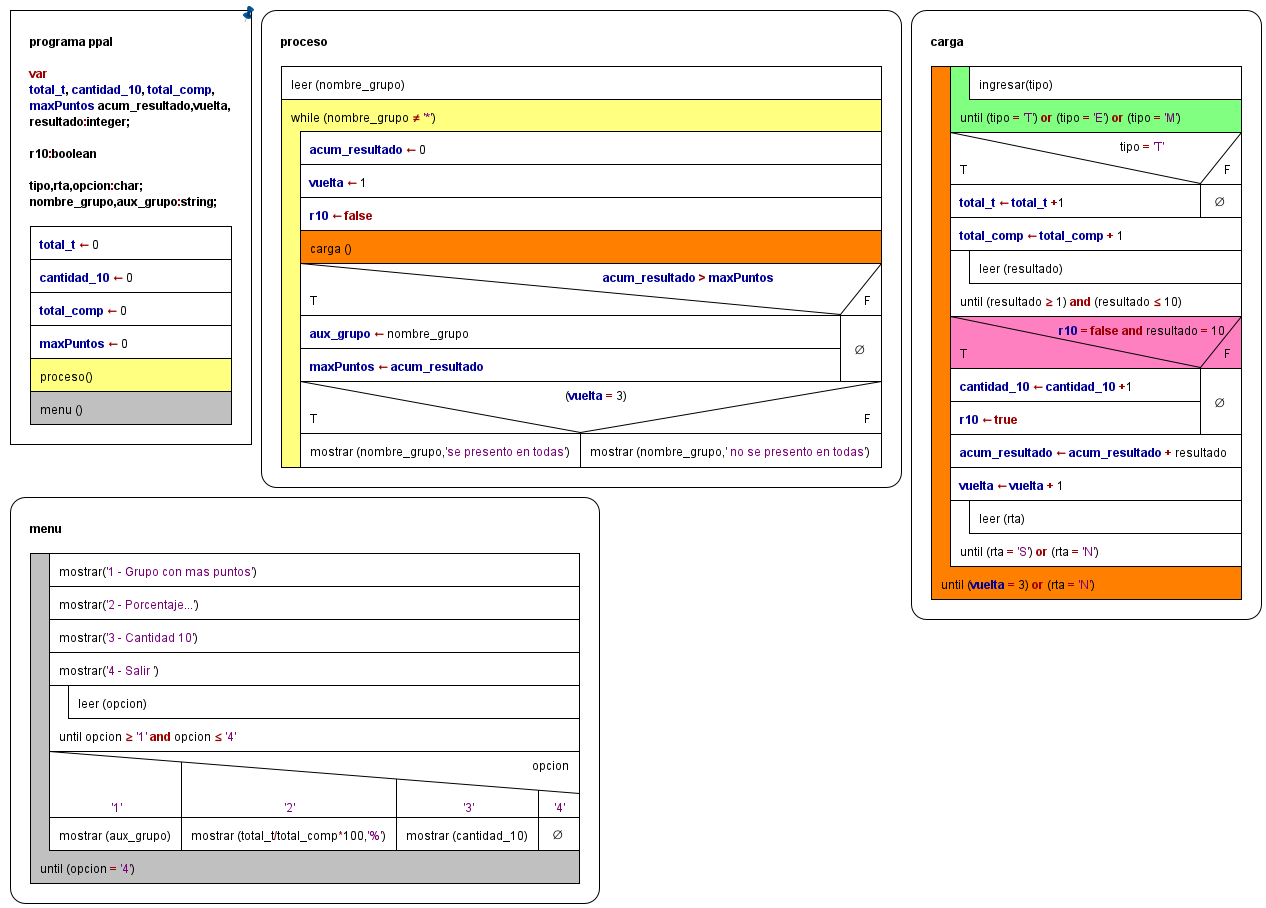 programa ppal
var
total_t, cantidad_10, total_comp,
maxPuntos acum_resultado,vuelta,
resultado:integer;
r10:boolean
tipo,rta,opcion:char;
nombre_grupo,aux_grupo:string;
total_t ← 0
cantidad_10 ← 0
total_comp ← 0
maxPuntos ← 0
proceso()
menu ()
proceso
leer (nombre_grupo)
while (nombre_grupo ≠ '*')
acum_resultado ← 0
vuelta ← 1
r10 ← false
carga ()
acum_resultado > maxPuntos
T F
aux_grupo ← nombre_grupo
∅
maxPuntos ← acum_resultado
(vuelta = 3)
T F
mostrar (nombre_grupo,'se presento en todas') mostrar (nombre_grupo,' no se presento en todas')
carga
ingresar(tipo)
until (tipo = 'T') or (tipo = 'E') or (tipo = 'M')
tipo = 'T'
T F
total_t ← total_t +1 ∅
total_comp ← total_comp + 1
leer (resultado)
until (resultado ≥ 1) and (resultado ≤ 10)
r10 = false and resultado = 10
T F
cantidad_10 ← cantidad_10 +1
∅
r10 ← true
acum_resultado ← acum_resultado + resultado
vuelta ← vuelta + 1
leer (rta)
until (rta = 'S') or (rta = 'N')
until (vuelta = 3) or (rta = 'N')
menu
mostrar('1 - Grupo con mas puntos')
mostrar('2 - Porcentaje...')
mostrar('3 - Cantidad 10')
mostrar('4 - Salir ')
leer (opcion)
until opcion ≥ '1' and opcion ≤ '4'
opcion
'1' '2' '3' '4'
mostrar (aux_grupo) mostrar (total_t/total_comp*100,'%') mostrar (cantidad_10) ∅
until (opcion = '4')